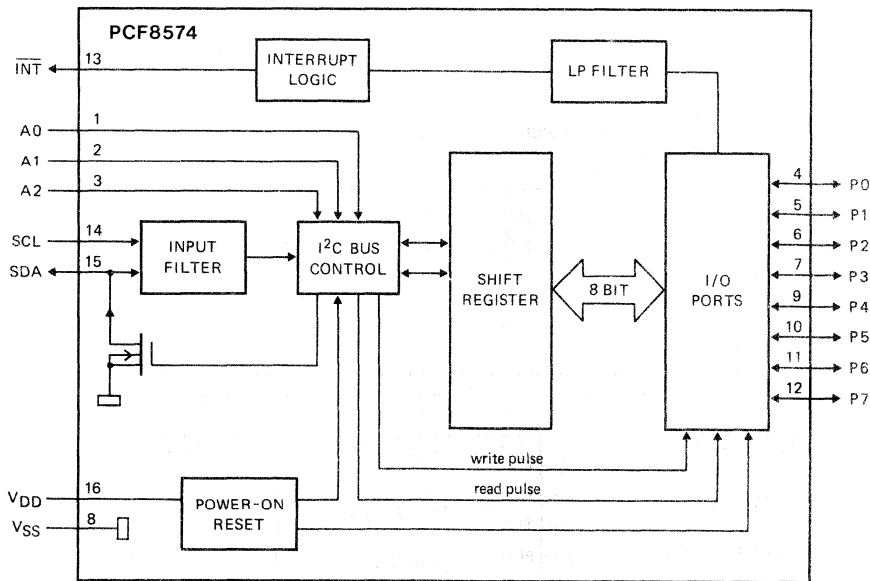 PCF8574
INT
13
INTERRUPT
LOGIC
LP FILTER
A0
1
A1
2
A2
3
SCL
14
SDA
15
INPUT
FILTER
I²C BUS
CONTROL
SHIFT
REGISTER
8 BIT
I/O
PORTS
4
P0
5
P1
6
P2
7
P3
9
P4
10
P5
11
P6
12
P7
write pulse
read pulse
VDD
16
VSS
8
POWER-ON
RESET